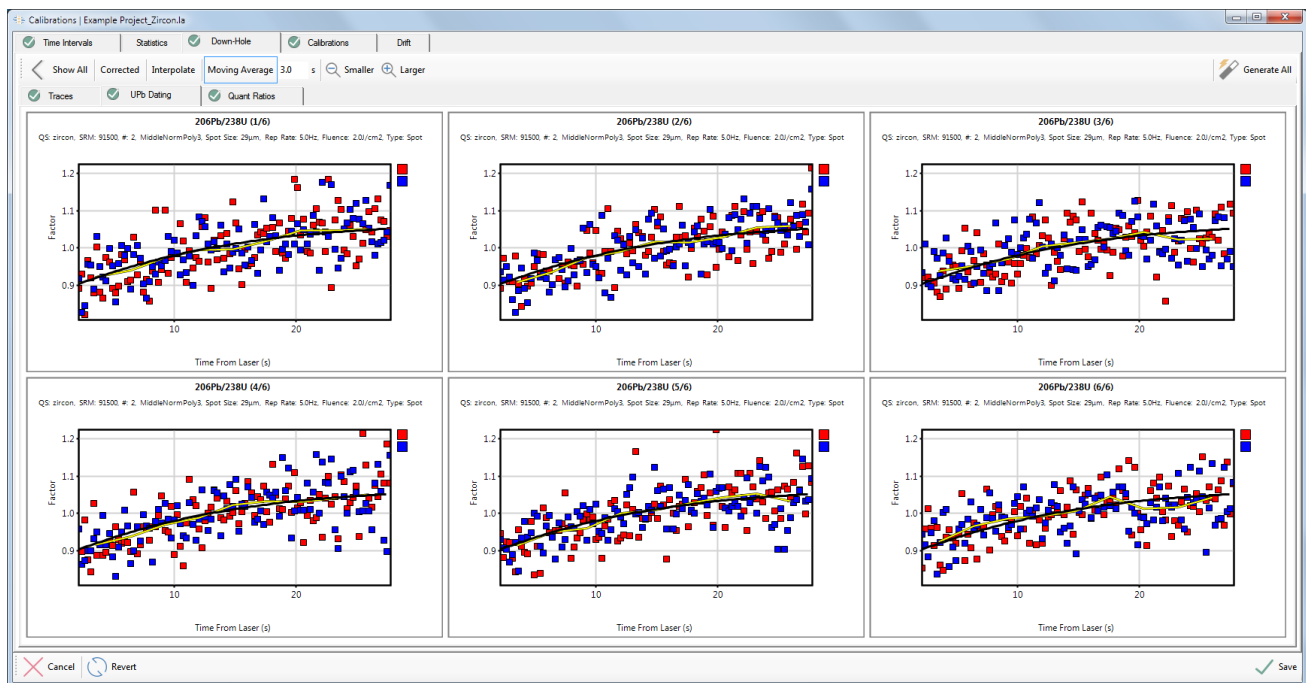 Calibrations | Example Project_Zircon.la
Time Intervals Statistics Down-Hole Calibrations Drift
Show All Corrected Interpolate Moving Average 3.0 s Smaller Larger Generate All
Traces UPb Dating Quant Ratios
206Pb/238U (1/6)
QS: zircon, SRM: 91500, #: 2, MiddleNormPoly3, Spot Size: 29µm, Rep Rate: 5.0Hz, Fluence: 2.0J/cm2, Type: Spot
1.2
1.1
1.0
0.9
Factor
10 20
Time From Laser (s)
206Pb/238U (2/6)
QS: zircon, SRM: 91500, #: 2, MiddleNormPoly3, Spot Size: 29µm, Rep Rate: 5.0Hz, Fluence: 2.0J/cm2, Type: Spot
1.2
1.1
1.0
0.9
Factor
10 20
Time From Laser (s)
206Pb/238U (3/6)
QS: zircon, SRM: 91500, #: 2, MiddleNormPoly3, Spot Size: 29µm, Rep Rate: 5.0Hz, Fluence: 2.0J/cm2, Type: Spot
1.2
1.1
1.0
0.9
Factor
10 20
Time From Laser (s)
206Pb/238U (4/6)
QS: zircon, SRM: 91500, #: 2, MiddleNormPoly3, Spot Size: 29µm, Rep Rate: 5.0Hz, Fluence: 2.0J/cm2, Type: Spot
1.2
1.1
1.0
0.9
Factor
10 20
Time From Laser (s)
206Pb/238U (5/6)
QS: zircon, SRM: 91500, #: 2, MiddleNormPoly3, Spot Size: 29µm, Rep Rate: 5.0Hz, Fluence: 2.0J/cm2, Type: Spot
1.2
1.1
1.0
0.9
Factor
10 20
Time From Laser (s)
206Pb/238U (6/6)
QS: zircon, SRM: 91500, #: 2, MiddleNormPoly3, Spot Size: 29µm, Rep Rate: 5.0Hz, Fluence: 2.0J/cm2, Type: Spot
1.2
1.1
1.0
0.9
Factor
10 20
Time From Laser (s)
Cancel Revert Save